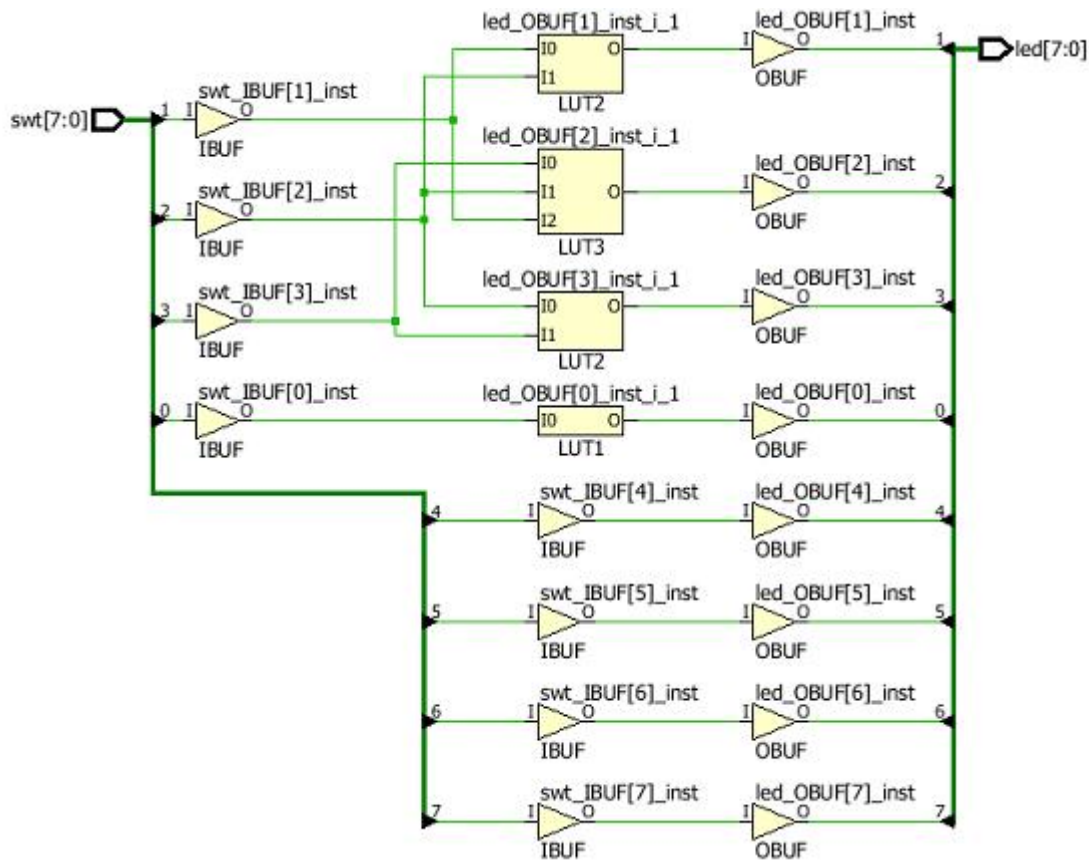 led_OBUF[1]_inst_i_1
led_OBUF[1]_inst
I0 O
I O
1
led[7:0]
I1
OBUF
swt_IBUF[1]_inst
LUT2
swt[7:0]
1 I O
led_OBUF[2]_inst_i_1
IBUF
I0
led_OBUF[2]_inst
swt_IBUF[2]_inst
I1 O
I O
2
2 I O
I2
OBUF
IBUF
LUT3
led_OBUF[3]_inst_i_1
led_OBUF[3]_inst
swt_IBUF[3]_inst
I0 O
I O
3
3 I O
I1
OBUF
IBUF
LUT2
swt_IBUF[0]_inst
led_OBUF[0]_inst_i_1
led_OBUF[0]_inst
0 I O
I0 O
I O
0
IBUF
LUT1
OBUF
swt_IBUF[4]_inst
led_OBUF[4]_inst
4
I O
I O
4
IBUF
OBUF
swt_IBUF[5]_inst
led_OBUF[5]_inst
5
I O
I O
5
IBUF
OBUF
swt_IBUF[6]_inst
led_OBUF[6]_inst
6
I O
I O
6
IBUF
OBUF
swt_IBUF[7]_inst
led_OBUF[7]_inst
7
I O
I O
7
IBUF
OBUF